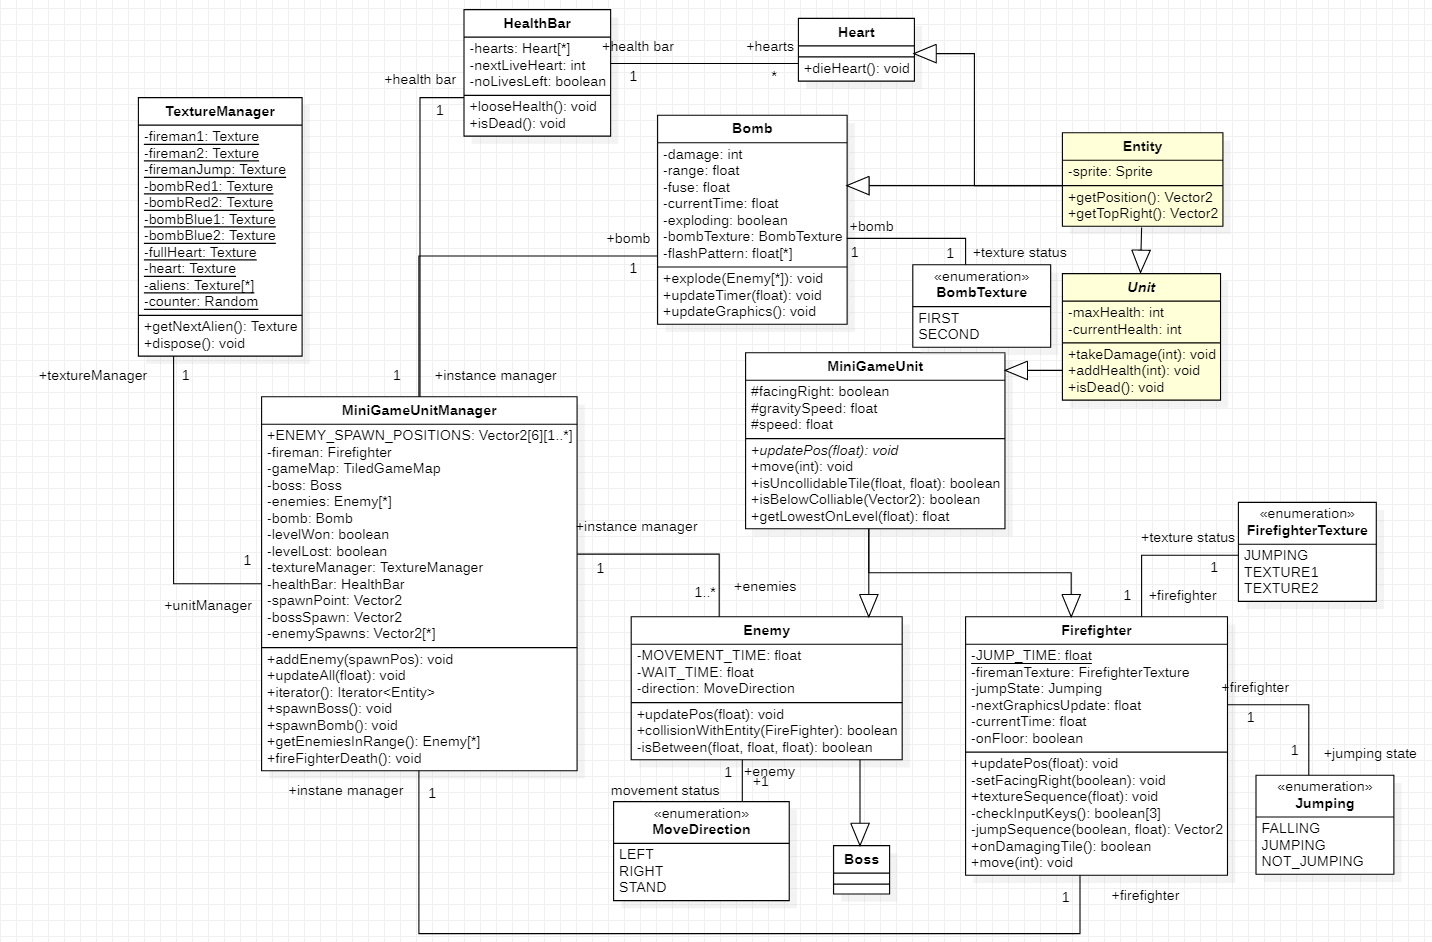 HealthBar
-hearts: Heart[*]
-nextLiveHeart: int
-noLivesLeft: boolean
+looseHealth(): void
+isDead(): void
+health bar
1
+hearts
*
Heart
+dieHeart(): void
+health bar
1
TextureManager
-fireman1: Texture
-fireman2: Texture
-firemanJump: Texture
-bombRed1: Texture
-bombRed2: Texture
-bombBlue1: Texture
-bombBlue2: Texture
-fullHeart: Texture
-heart: Texture
-aliens: Texture[*]
-counter: Random
+getNextAlien(): Texture
+dispose(): void
Bomb
-damage: int
-range: float
-fuse: float
-currentTime: float
-exploding: boolean
-bombTexture: BombTexture
-flashPattern: float[*]
+explode(Enemy[*]): void
+updateTimer(float): void
+updateGraphics(): void
+bomb
1
+bomb
1
1
+texture status
«enumeration»
BombTexture
FIRST
SECOND
Entity
-sprite: Sprite
+getPosition(): Vector2
+getTopRight(): Vector2
Unit
-maxHealth: int
-currentHealth: int
+takeDamage(int): void
+addHealth(int): void
+isDead(): void
+textureManager
1
1
+instance manager
MiniGameUnit
#facingRight: boolean
#gravitySpeed: float
#speed: float
+updatePos(float): void
+move(int): void
+isUncollidableTile(float, float): boolean
+isBelowColliable(Vector2): boolean
+getLowestOnLevel(float): float
MiniGameUnitManager
+ENEMY_SPAWN_POSITIONS: Vector2[6][1..*]
-fireman: Firefighter
-gameMap: TiledGameMap
-boss: Boss
-enemies: Enemy[*]
-bomb: Bomb
-levelWon: boolean
-levelLost: boolean
-textureManager: TextureManager
-healthBar: HealthBar
-spawnPoint: Vector2
-bossSpawn: Vector2
-enemySpawns: Vector2[*]
+addEnemy(spawnPos): void
+updateAll(float): void
+iterator(): Iterator<Entity>
+spawnBoss(): void
+spawnBomb(): void
+getEnemiesInRange(): Enemy[*]
+fireFighterDeath(): void
1
+unitManager
+instance manager
1
1..*
+enemies
Enemy
-MOVEMENT_TIME: float
-WAIT_TIME: float
-direction: MoveDirection
+updatePos(float): void
+collisionWithEntity(FireFighter): boolean
-isBetween(float, float, float): boolean
1
+enemy
+1
movement status
«enumeration»
MoveDirection
LEFT
RIGHT
STAND
Boss
«enumeration»
FirefighterTexture
JUMPING
TEXTURE1
TEXTURE2
+texture status
1
1
+firefighter
Firefighter
-JUMP_TIME: float
-firemanTexture: FirefighterTexture
-jumpState: Jumping
-nextGraphicsUpdate: float
-currentTime: float
-onFloor: boolean
+updatePos(float): void
-setFacingRight(boolean): void
+textureSequence(float): void
-checkInputKeys(): boolean[3]
-jumpSequence(boolean, float): Vector2
+onDamagingTile(): boolean
+move(int): void
+firefighter
1
1
+jumping state
«enumeration»
Jumping
FALLING
JUMPING
NOT_JUMPING
+instane manager
1
1
+firefighter